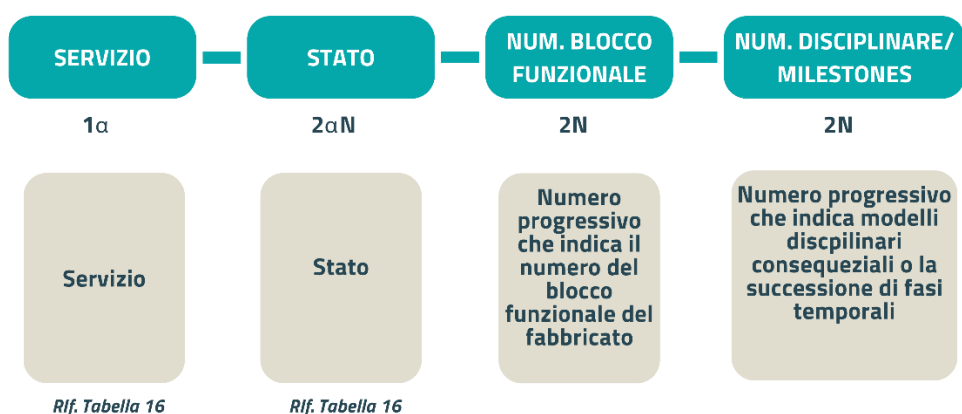 SERVIZIO
STATO
NUM. BLOCCO
FUNZIONALE
NUM. DISCIPLINARE/
MILESTONES
1α
2αN
2N
2N
Servizio
Stato
Numero
progressivo
che indica il
numero del
blocco
funzionale del
fabbricato
Numero progressivo
che indica modelli
discpilinari
consequeziali o la
successione di fasi
temporali
Rif. Tabella 16
Rif. Tabella 16